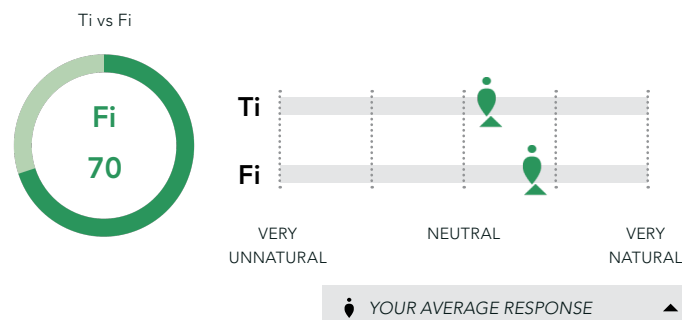 Ti vs Fi
Fi
70
Ti
Fi
VERY
UNNATURAL
NEUTRAL
VERY
NATURAL
YOUR AVERAGE RESPONSE